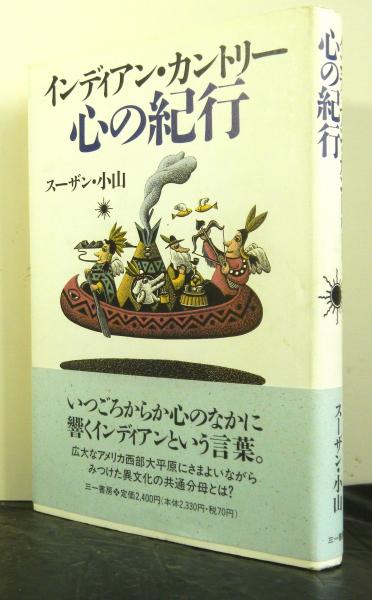 インディアン・カントリー
心の紀行
スーザン・小山
いつごろからか心のなかに
響くインディアンという言葉。
広大なアメリカ西部大平原にさまよいながら
みつけた異文化の共通分母とは?
三一書房❖定価2,400円(本体2,330円・税70円)
心の紀行
スーザン・小山
三一書房